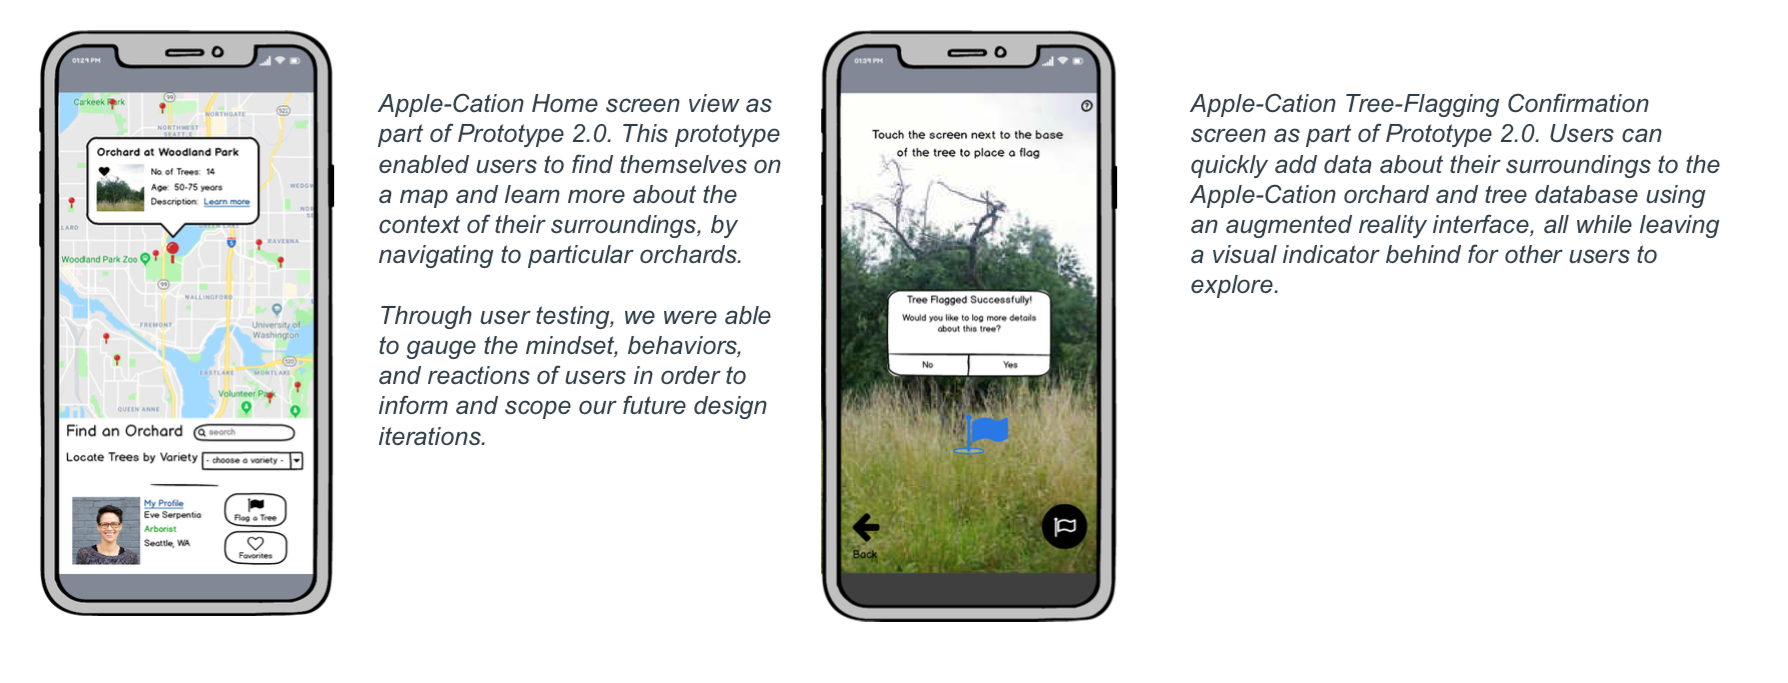 01:29 PM
Carkeek Park
99
NORTHGATE
NORTHWEST
SEATTLE
Orchard at Woodland Park
No. of Trees: 14
Age: 50-75 years
Description: Learn more
5
RAVENNA
Woodland Park Zoo
99
WALLINGFORD
FREMONT
University of
Washington
EASTLAKE
MONTLAKE
Volunteer Park
QUEEN ANNE
Find an Orchard
search
Locate Trees by Variety
- choose a variety -
My Profile
Eve Serpentia
Arborist
Seattle, WA
Flag a Tree
Favorites
Apple-Cation Home screen view as
part of Prototype 2.0. This prototype
enabled users to find themselves on
a map and learn more about the
context of their surroundings, by
navigating to particular orchards.
Through user testing, we were able
to gauge the mindset, behaviors,
and reactions of users in order to
inform and scope our future design
iterations.
01:39 PM
?
Touch the screen next to the base
of the tree to place a flag
Tree Flagged Successfully!
Would you like to log more details
about this tree?
No
Yes
Back
Apple-Cation Tree-Flagging Confirmation
screen as part of Prototype 2.0. Users can
quickly add data about their surroundings to the
Apple-Cation orchard and tree database using
an augmented reality interface, all while leaving
a visual indicator behind for other users to
explore.